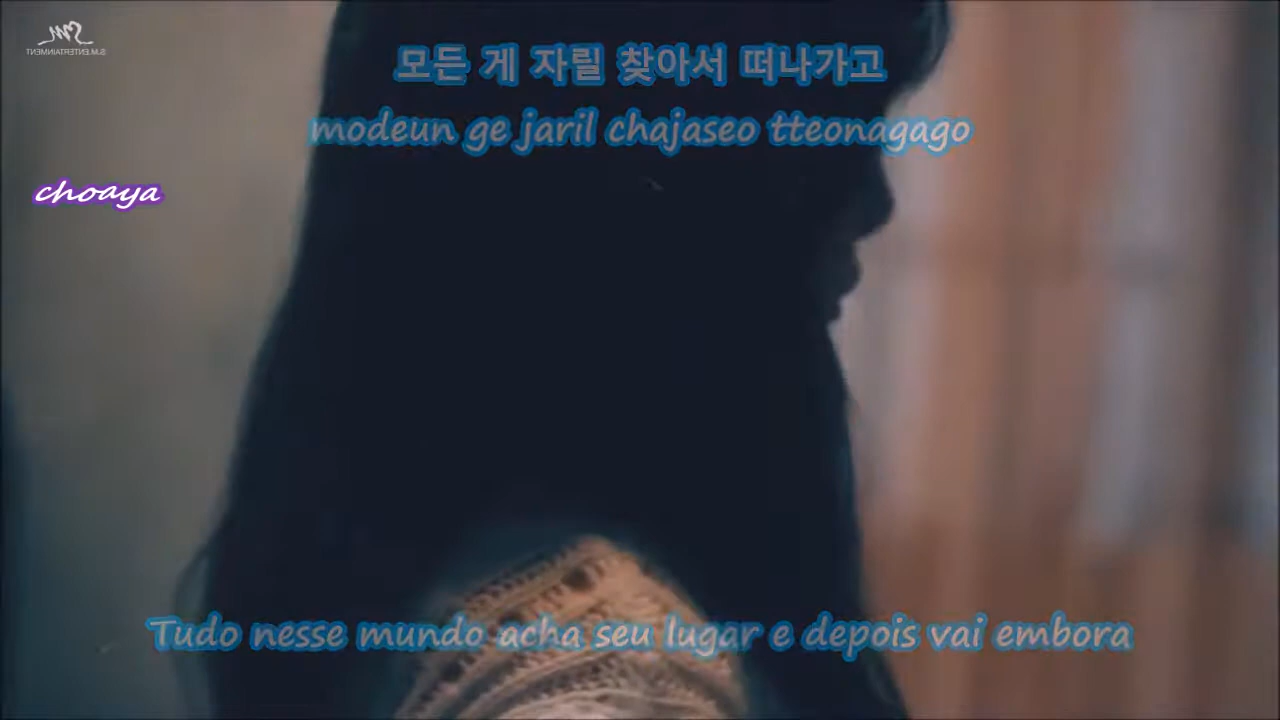 S.M.ENTERTAINMENT
모든 게 자릴 찾아서 떠나가고
modeun ge jaril chajaseo tteonagago
choaya
Tudo nesse mundo acha seu lugar e depois vai embora